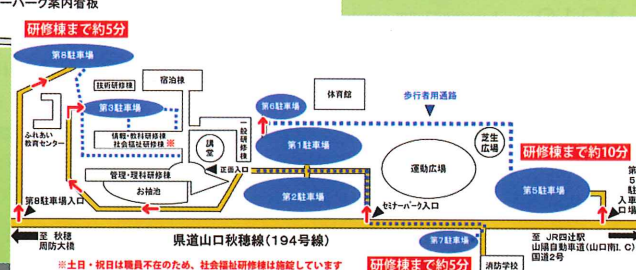 ーパーク案内看板
研修棟まで約5分
第8駐車場
技術研修棟
宿泊棟
第3駐車場
ふれあい
教育センター
情報・教科研修棟
社会福祉研修棟※
管理・理科研修棟
お袖池
講堂
一般研修棟
正面入口
第6駐車場
体育館
歩行者用通路
第1駐車場
第2駐車場
運動広場
芝生
広場
研修棟まで約10分
第5駐車場
第8駐車場入口
セミナーパーク入口
第7駐車場
消防学校
県道山口秋穂線(194号線)
至 秋穂
周防大橋
至 JR四辻駅
山陽自動車道(山口南I.C)
国道2号
研修棟まで約5分
※土日・祝日は職員不在のため、社会福祉研修棟は施錠しています